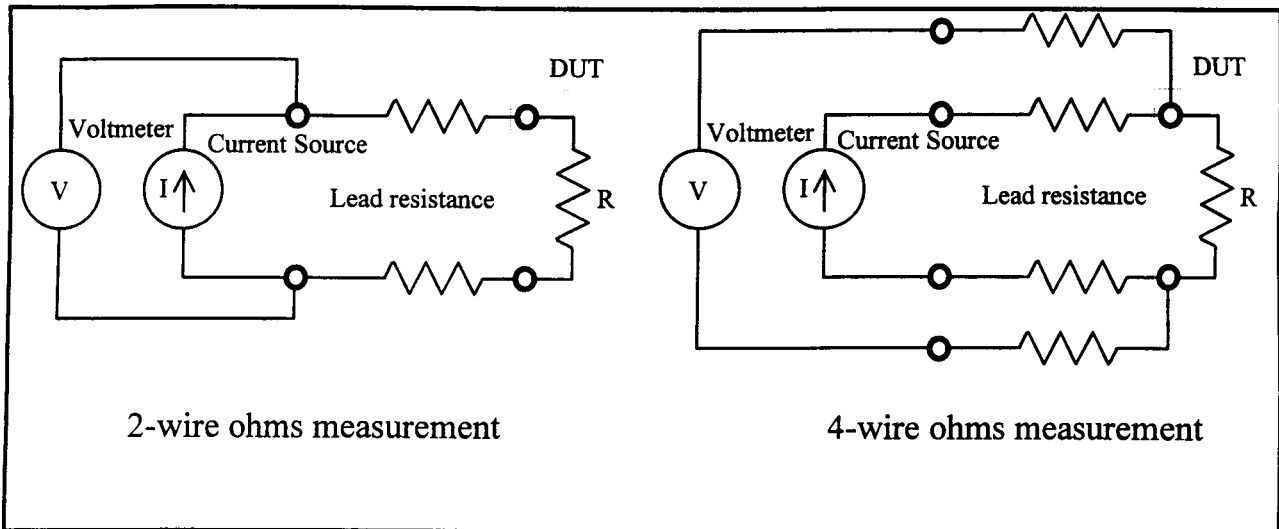 DUT
Voltmeter
Current Source
V
I
Lead resistance
R
2-wire ohms measurement
DUT
Voltmeter
Current Source
V
I
Lead resistance
R
4-wire ohms measurement